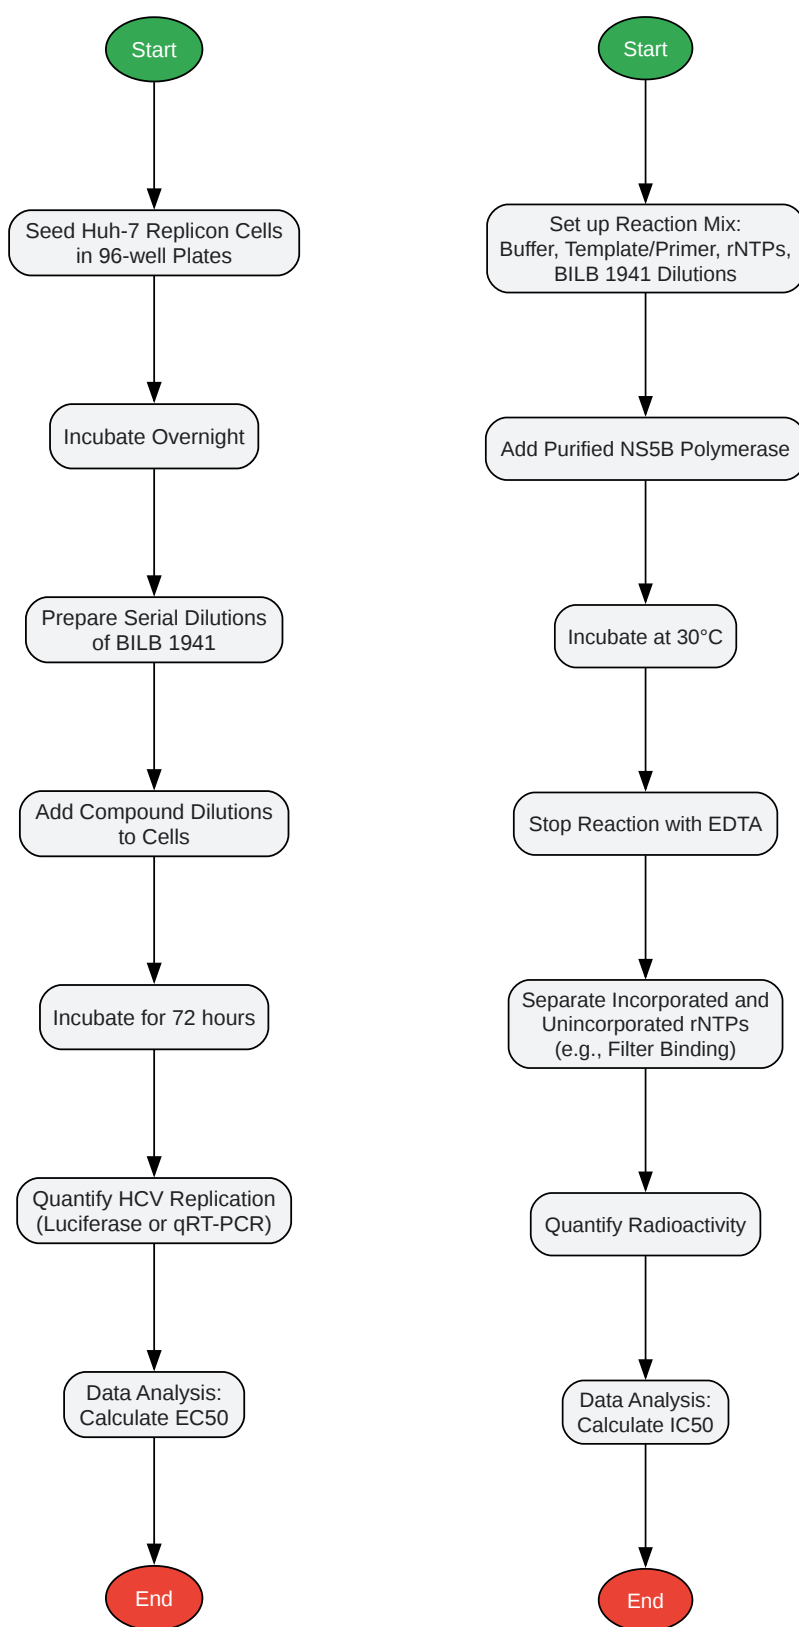 Start
Seed Huh-7 Replicon Cells
in 96-well Plates
Incubate Overnight
Prepare Serial Dilutions
of BILB 1941
Add Compound Dilutions
to Cells
Incubate for 72 hours
Quantify HCV Replication
(Luciferase or qRT-PCR)
Data Analysis:
Calculate EC50
End
Start
Set up Reaction Mix:
Buffer, Template/Primer, rNTPs,
BILB 1941 Dilutions
Add Purified NS5B Polymerase
Incubate at 30°C
Stop Reaction with EDTA
Separate Incorporated and
Unincorporated rNTPs
(e.g., Filter Binding)
Quantify Radioactivity
Data Analysis:
Calculate IC50
End